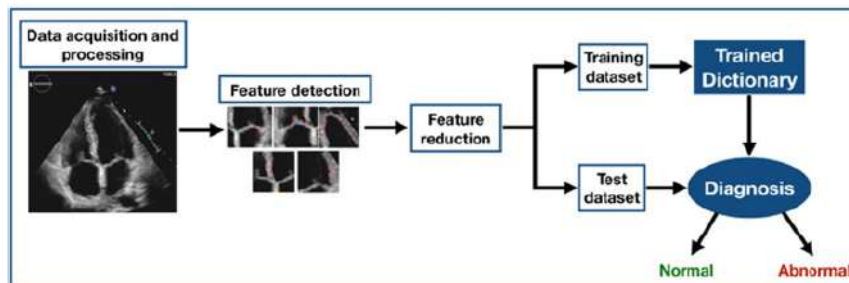 Data acquisition and
processing
Feature detection
Feature
reduction
Training
dataset
Trained
Dictionary
Test
dataset
Diagnosis
Normal
Abnormal